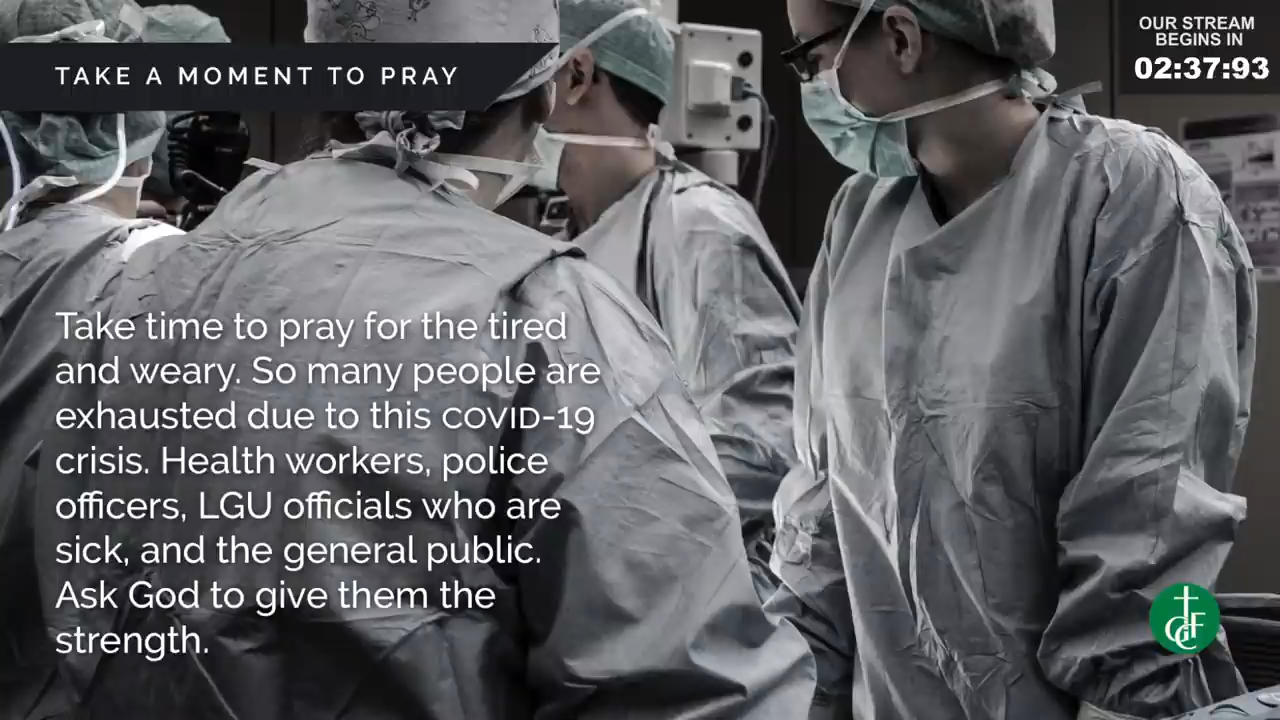 TAKE A MOMENT TO PRAY
OUR STREAM
BEGINS IN
02:37:93
Take time to pray for the tired
and weary. So many people are
exhausted due to this COVID-19
crisis. Health workers, police
officers, LGU officials who are
sick, and the general public.
Ask God to give them the
strength.
GCF